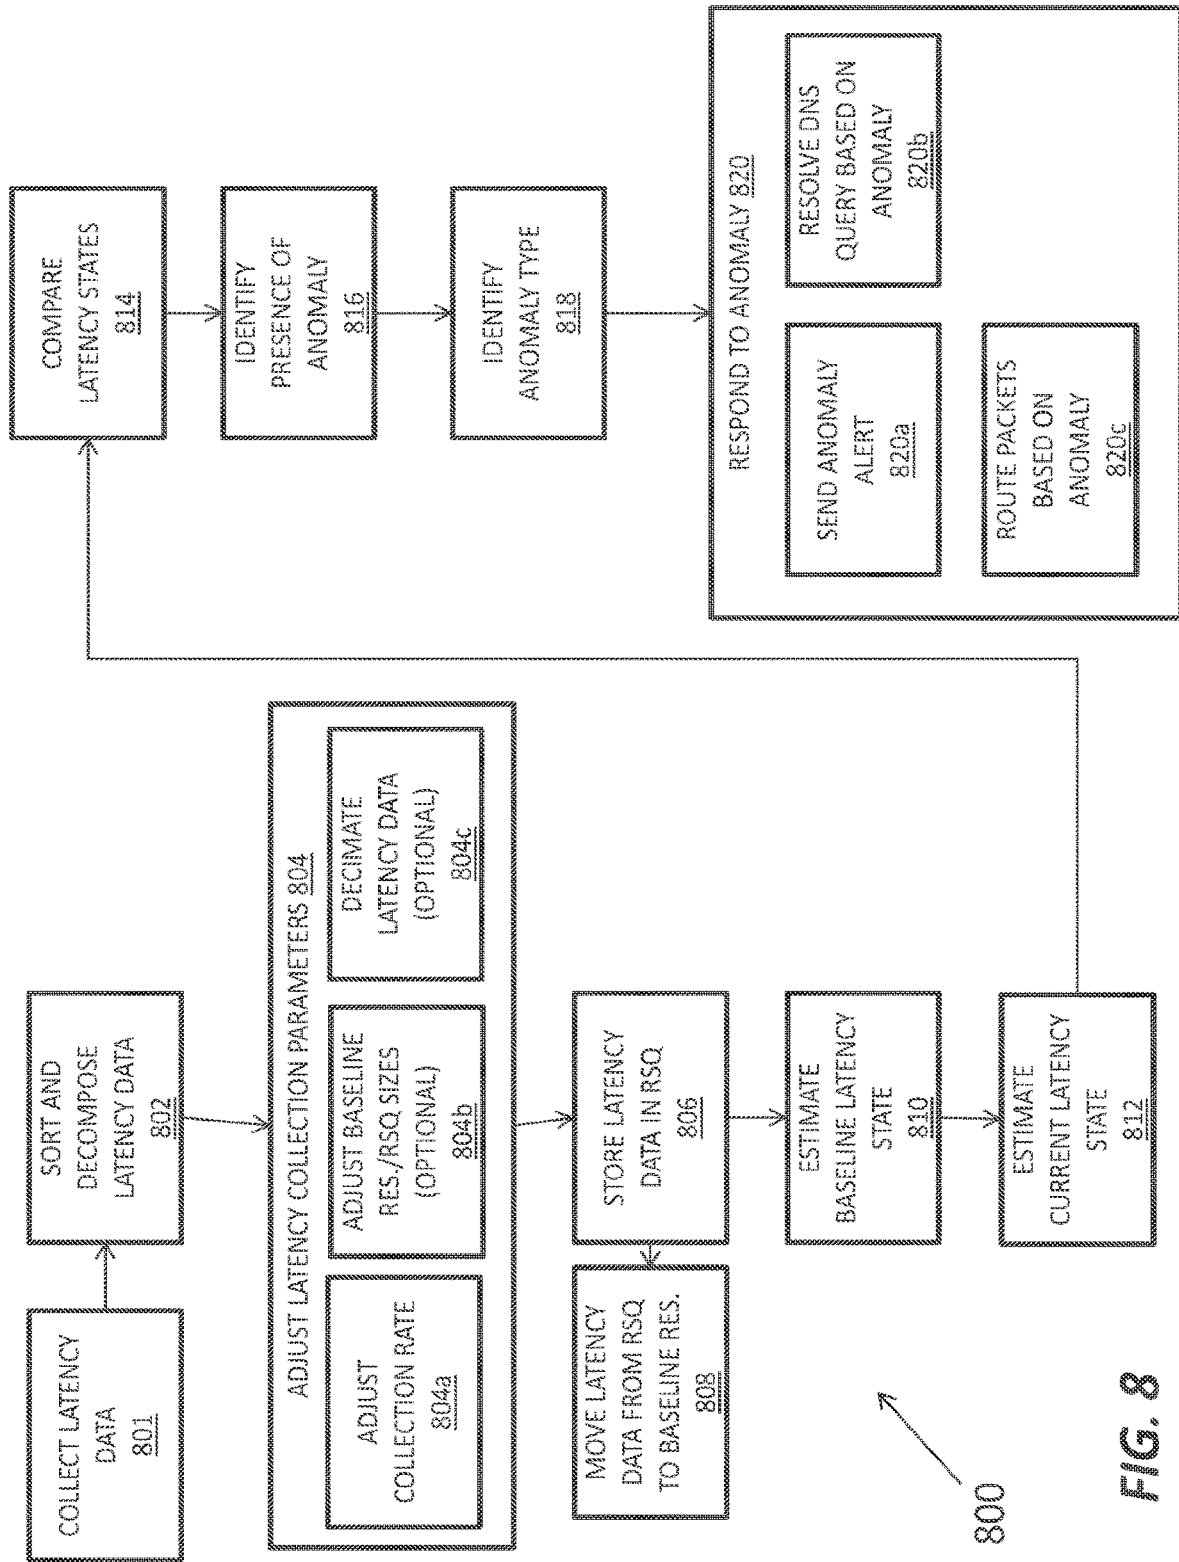 COLLECT LATENCY
DATA
801
SORT AND
DECOMPOSE
LATENCY DATA
802
ADJUST LATENCY COLLECTION PARAMETERS 804
ADJUST
COLLECTION RATE
804a
ADJUST BASELINE
RES./RSQ SIZES
(OPTIONAL)
804b
DECIMATE
LATENCY DATA
(OPTIONAL)
804c
STORE LATENCY
DATA IN RSQ
806
MOVE LATENCY
DATA FROM RSQ
TO BASELINE RES.
808
ESTIMATE
BASELINE LATENCY
STATE
810
ESTIMATE
CURRENT LATENCY
STATE
812
COMPARE
LATENCY STATES
814
IDENTIFY
PRESENCE OF
ANOMALY
816
IDENTIFY
ANOMALY TYPE
818
RESPOND TO ANOMALY 820
SEND ANOMALY
ALERT
820a
RESOLVE DNS
QUERY BASED ON
ANOMALY
820b
ROUTE PACKETS
BASED ON
ANOMALY
820c
800
FIG. 8